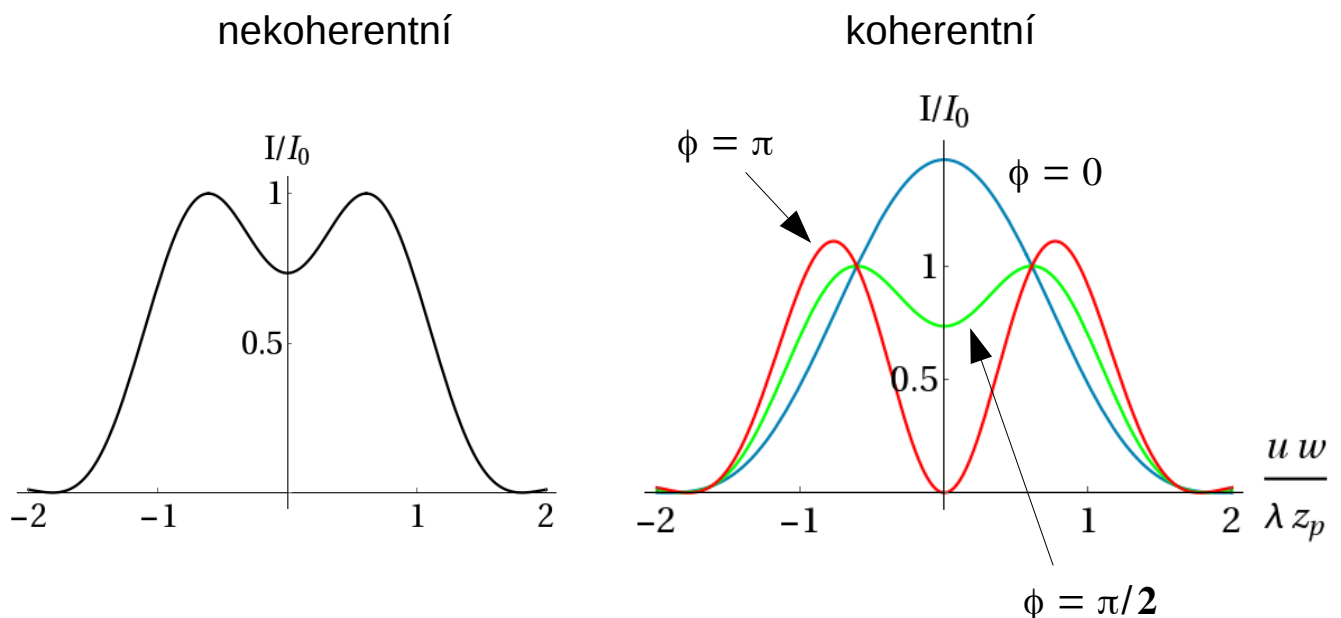 nekoherentní
I/I₀
1
0.5
−2 −1 1 2
koherentní
I/I₀
ϕ = π
ϕ = 0
1
0.5
−2 −1 1 2
u w
λ zₚ
ϕ = π/2